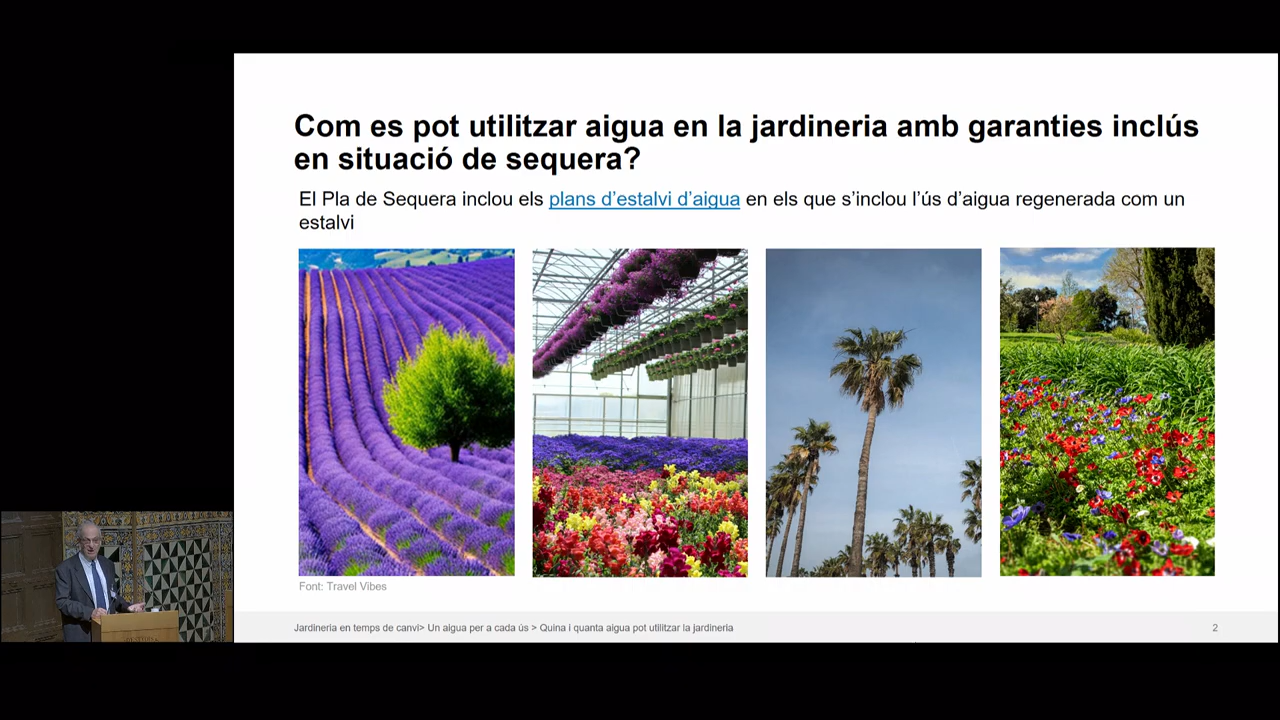 Com es pot utilitzar aigua en la jardineria amb garanties inclús
en situació de sequera?
El Pla de Sequera inclou els plans d'estalvi d'aigua en els que s'inclou l'ús d'aigua regenerada com un
estalvi
Font: Travel Vibes
Jardineria en temps de canvi> Un aigua per a cada ús > Quina i quanta aigua pot utilitzar la jardineria
2